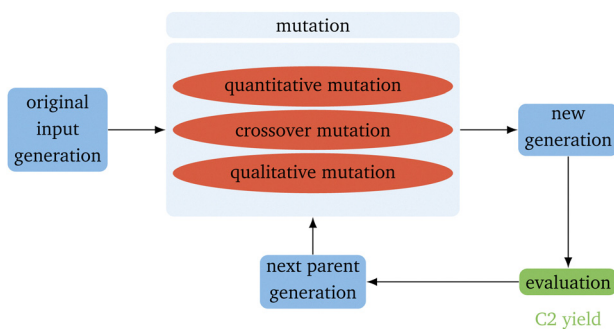 mutation
original
input
generation
quantitative mutation
crossover mutation
qualitative mutation
new
generation
next parent
generation
evaluation
C2 yield